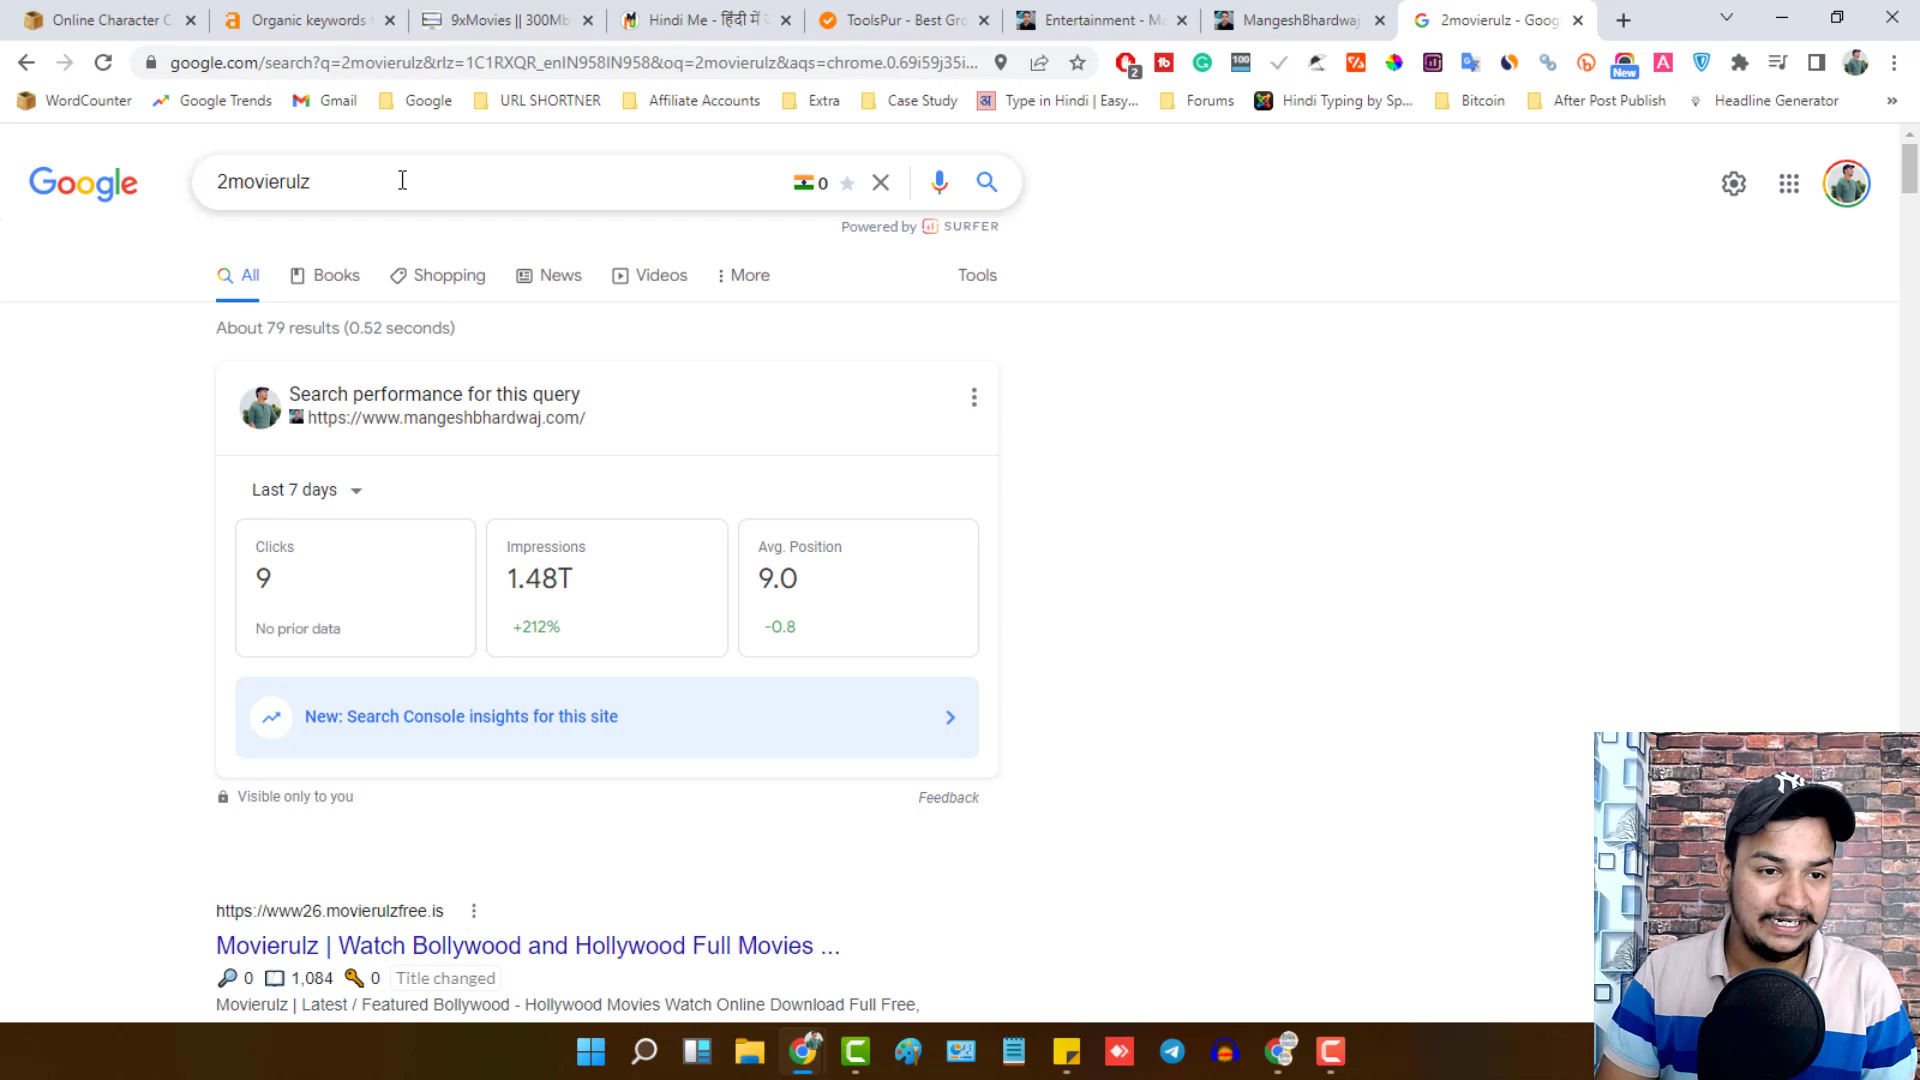 Online Character C
Organic keywords
9xMovies || 300Mb
Hindi Me - हिंदी में
ToolsPur - Best Gro
Entertainment - Ma
MangeshBhardwaj
2movierulz - Goog
google.com/search?q=2movierulz&rlz=1C1RXQR_enIN958IN958&oq=2movierulz&aqs=chrome.0.69i59j35i...
2
100
New
WordCounter
Google Trends
Gmail
Google
URL SHORTNER
Affiliate Accounts
Extra
Case Study
अ Type in Hindi | Easy...
Forums
Hindi Typing by Sp...
Bitcoin
After Post Publish
Headline Generator
»
Google
2movierulz
0
Powered by SURFER
All
Books
Shopping
News
Videos
More
Tools
About 79 results (0.52 seconds)
Search performance for this query
https://www.mangeshbhardwaj.com/
Last 7 days
Clicks
9
No prior data
Impressions
1.48T
+212%
Avg. Position
9.0
-0.8
New: Search Console insights for this site
Visible only to you
Feedback
https://www26.movierulzfree.is
Movierulz | Watch Bollywood and Hollywood Full Movies ...
0 1,084 0 Title changed
Movierulz | Latest / Featured Bollywood - Hollywood Movies Watch Online Download Full Free,